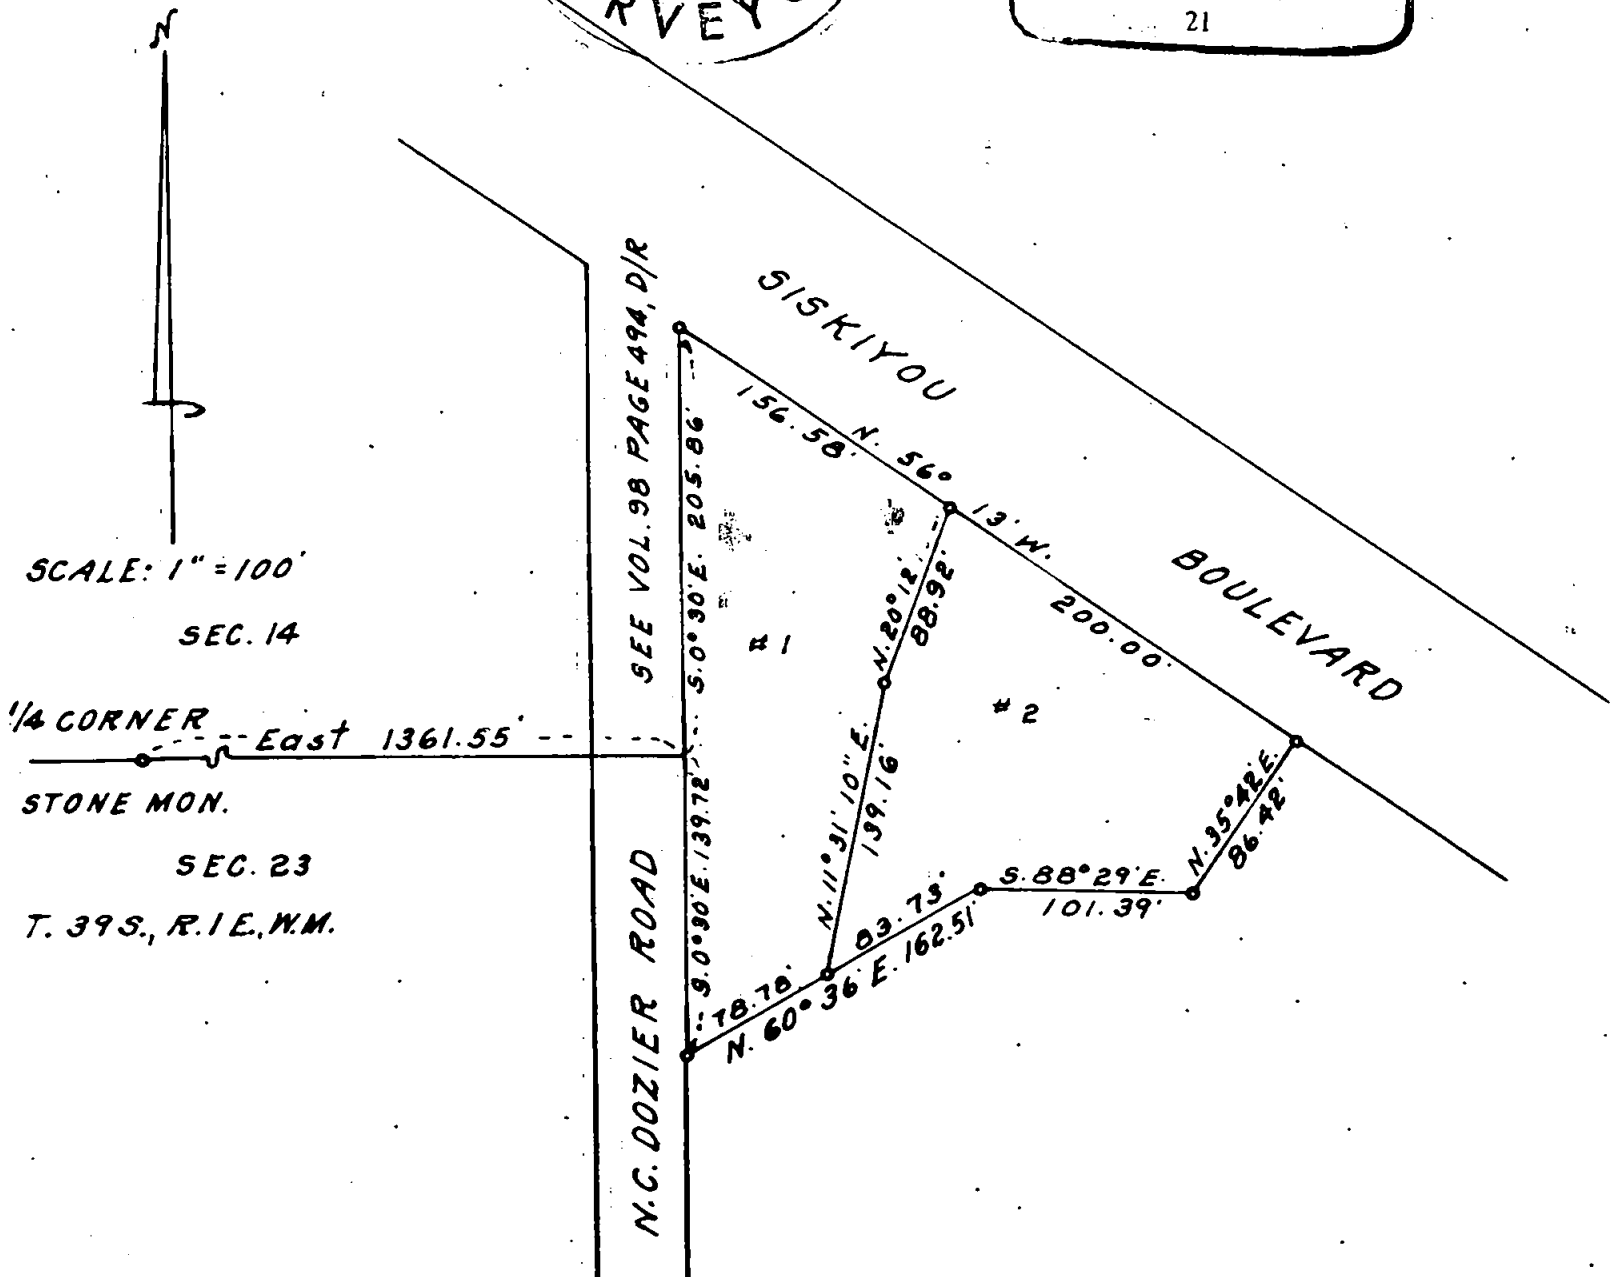 RVEY
21
N
SEE VOL. 98 PAGE 494, D/R
SISKIYOU
BOULEVARD
156.58'
N. 56° 13' W.
200.00'
S. 0° 30' E. 205.86'
N. 20° 12'
88.92'
SCALE: 1" = 100'
SEC. 14
# 1
# 2
1/4 CORNER
East 1361.55'
STONE MON.
SEC. 23
T. 39 S., R. 1 E., W.M.
S. 0° 30' E. 139.72'
N. 11° 31' 10" E.
139.16'
N. 35° 42' E.
86.42'
S. 88° 29' E.
101.39'
83.73'
78.78'
N. 60° 36' E. 162.51'
N.C. DOZIER ROAD